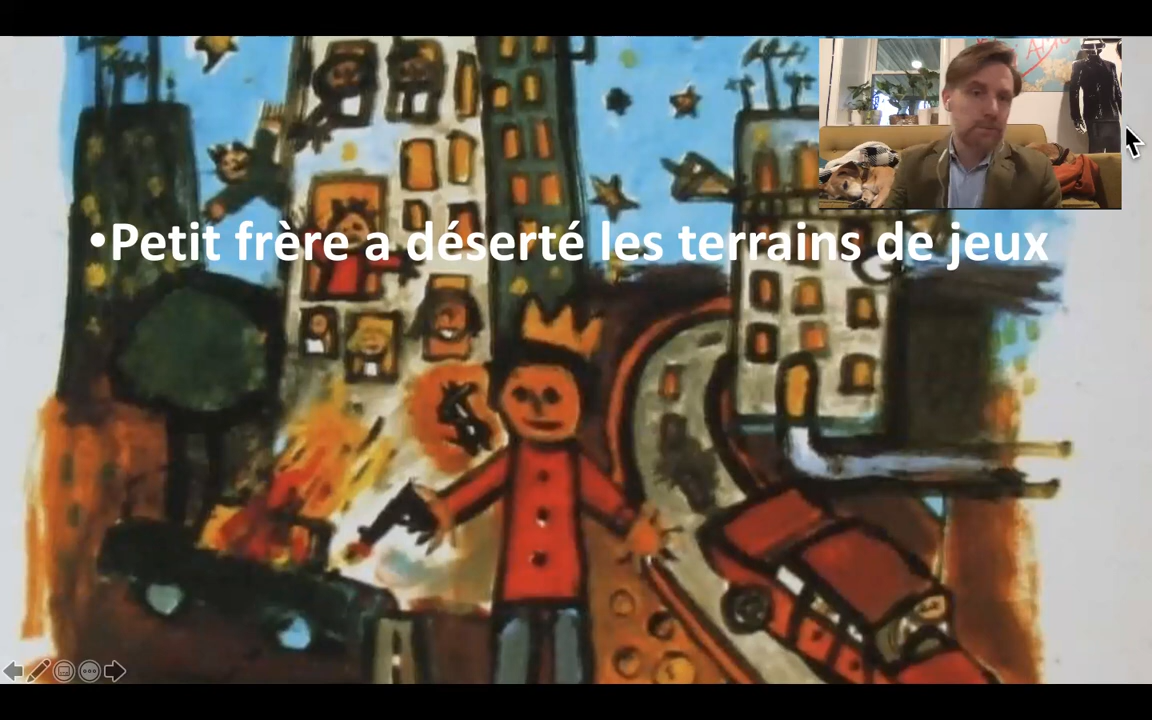 •Petit frère a déserté les terrains de jeux
$